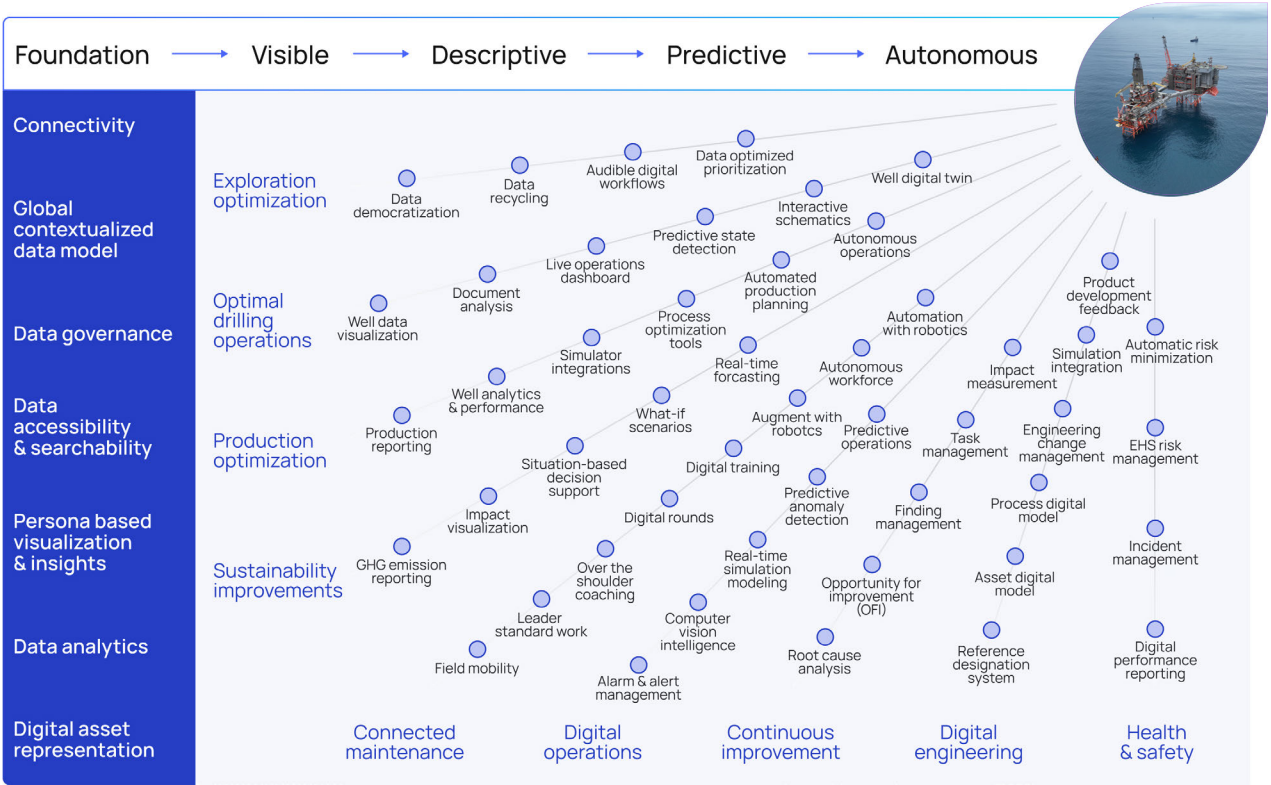 Foundation
Visible
Descriptive
Predictive
Autonomous
Connectivity
Global
contextualized
data model
Data governance
Data
accessibility
& searchability
Persona based
visualization
& insights
Data analytics
Digital asset
representation
Exploration
optimization
Data
democratization
Data
recycling
Audible digital
workflows
Data optimized
prioritization
Optimal
drilling
operations
Well data
visualization
Document
analysis
Live operations
dashboard
Predictive state
detection
Interactive
schematics
Well digital twin
Production
optimization
Production
reporting
Well analytics
& performance
Simulator
integrations
Process
optimization
tools
Automated
production
planning
Autonomous
operations
Sustainability
improvements
GHG emission
reporting
Impact
visualization
Situation-based
decision
support
What-if
scenarios
Real-time
forcasting
Connected
maintenance
Field mobility
Leader
standard work
Over the
shoulder
coaching
Digital rounds
Digital training
Augment with
robotcs
Autonomous
workforce
Automation
with robotics
Digital
operations
Alarm & alert
management
Computer
vision
intelligence
Real-time
simulation
modeling
Predictive
anomaly
detection
Predictive
operations
Continuous
improvement
Root cause
analysis
Opportunity for
improvement
(OFI)
Finding
management
Task
management
Impact
measurement
Digital
engineering
Reference
designation
system
Asset digital
model
Process digital
model
Engineering
change
management
Simulation
integration
Product
development
feedback
Health
& safety
Digital
performance
reporting
Incident
management
EHS risk
management
Automatic risk
minimization